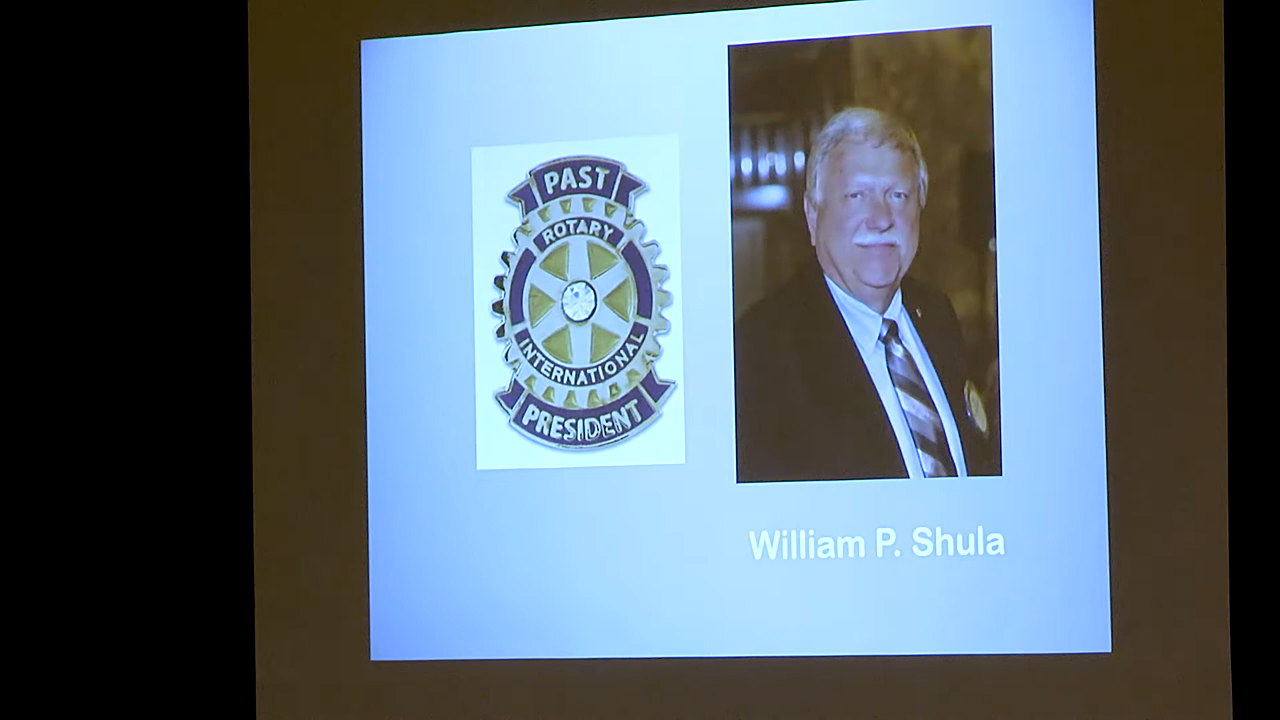 PAST
ROTARY
INTERNATIONAL
PRESIDENT
William P. Shula